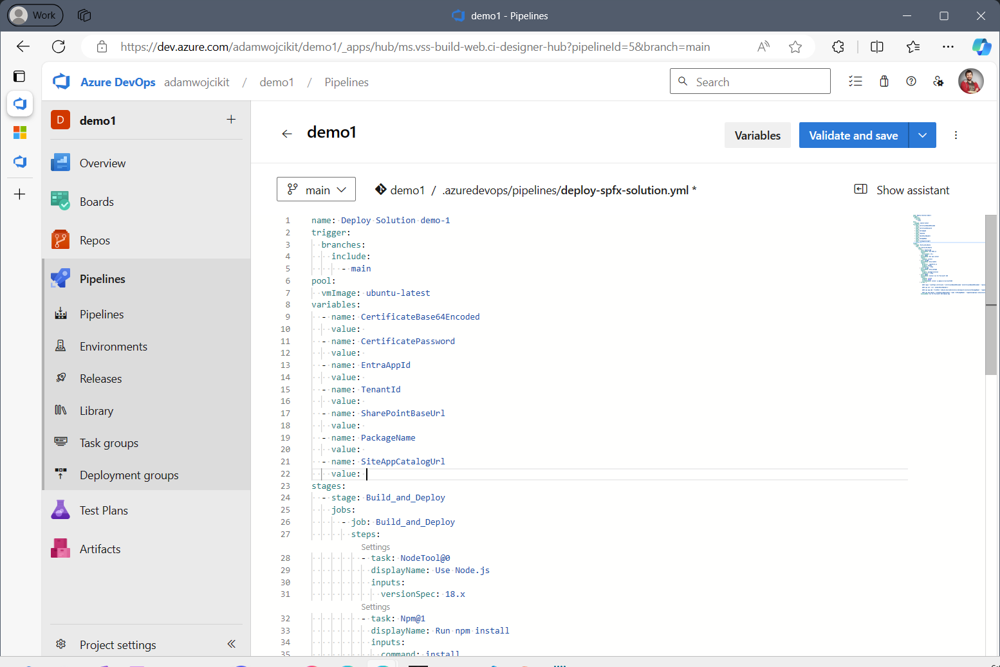 Work
demo1 - Pipelines
https://dev.azure.com/adamwojcikit/demo1/_apps/hub/ms.vss-build-web.ci-designer-hub?pipelineId=5&branch=main
Azure DevOps adamwojcikit / demo1 / Pipelines
Search
D demo1
Overview
Boards
Repos
Pipelines
Pipelines
Environments
Releases
Library
Task groups
Deployment groups
Test Plans
Artifacts
Project settings
demo1
Variables
Validate and save
main
demo1 / .azuredevops/pipelines/deploy-spfx-solution.yml *
Show assistant
1 name: Deploy Solution demo-1
2 trigger:
3 branches:
4 include:
5 - main
6 pool:
7 vmImage: ubuntu-latest
8 variables:
9 - name: CertificateBase64Encoded
10 value:
11 - name: CertificatePassword
12 value:
13 - name: EntraAppId
14 value:
15 - name: TenantId
16 value:
17 - name: SharePointBaseUrl
18 value:
19 - name: PackageName
20 value:
21 - name: SiteAppCatalogUrl
22 value:
23 stages:
24 - stage: Build_and_Deploy
25 jobs:
26 - job: Build_and_Deploy
27 steps:
Settings
28 - task: NodeTool@0
29 displayName: Use Node.js
30 inputs:
31 versionSpec: 18.x
Settings
32 - task: Npm@1
33 displayName: Run npm install
34 inputs:
35 command: install